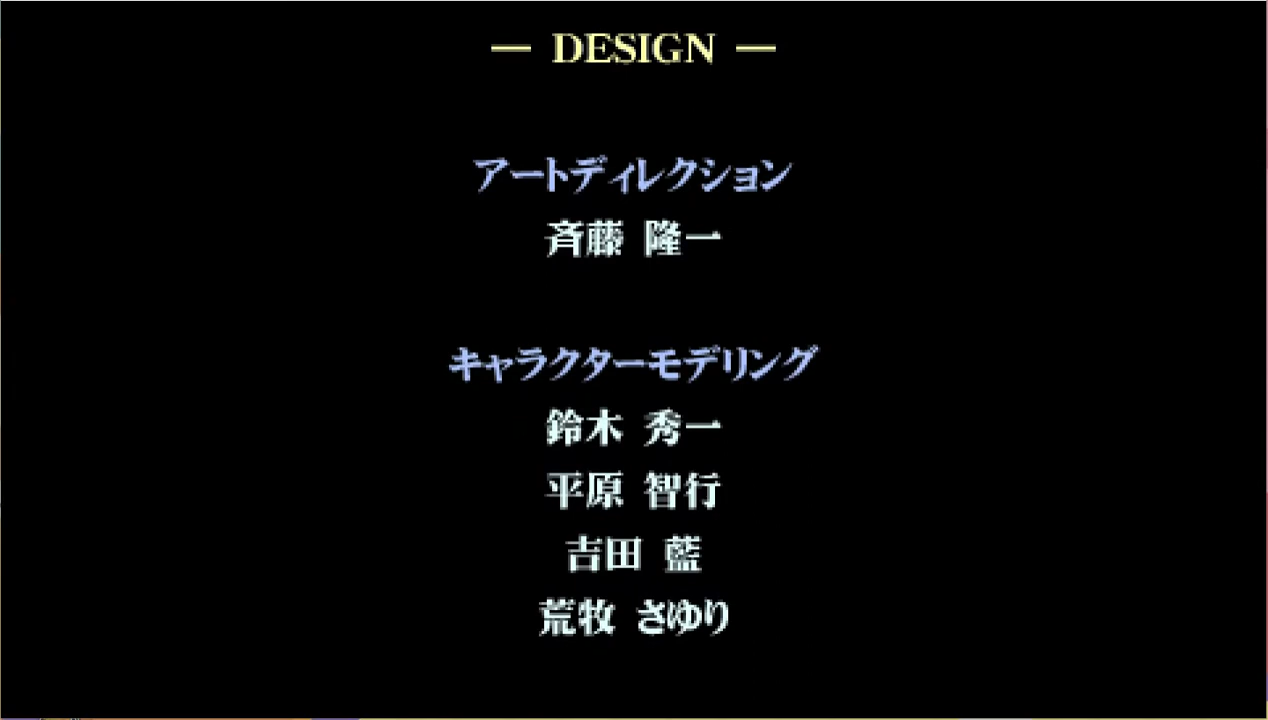 — DESIGN —
アートディレクション
斉藤 隆一
キャラクターモデリング
鈴木 秀一
平原 智行
吉田 藍
荒牧 さゆり